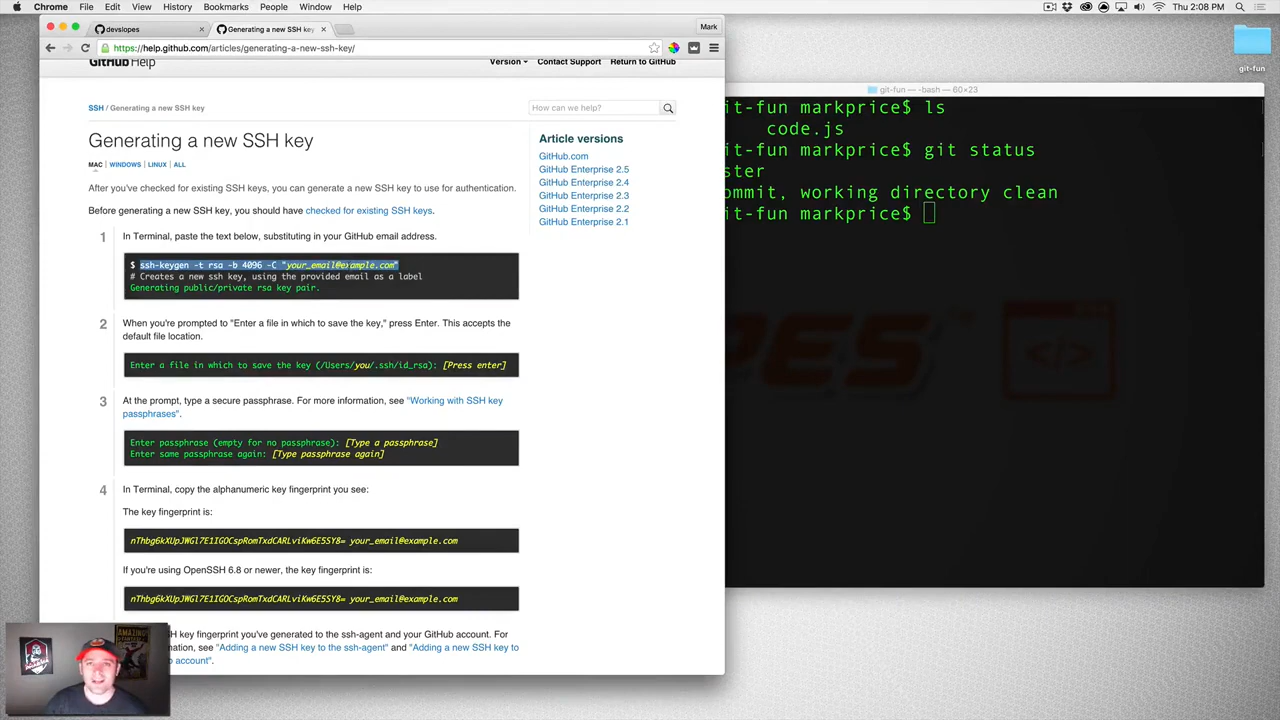 Chrome File Edit View History Bookmarks People Window Help
Thu 2:08 PM
devslopes
Generating a new SSH key
Mark
https://help.github.com/articles/generating-a-new-ssh-key/
GitHub Help
Version
Contact Support
Return to GitHub
SSH / Generating a new SSH key
How can we help?
Generating a new SSH key
MAC WINDOWS LINUX ALL
After you've checked for existing SSH keys, you can generate a new SSH key to use for authentication.
Before generating a new SSH key, you should have checked for existing SSH keys.
1
In Terminal, paste the text below, substituting in your GitHub email address.
$ ssh-keygen -t rsa -b 4096 -C "your_email@example.com"
# Creates a new ssh key, using the provided email as a label
Generating public/private rsa key pair.
2
When you're prompted to "Enter a file in which to save the key," press Enter. This accepts the
default file location.
Enter a file in which to save the key (/Users/you/.ssh/id_rsa): [Press enter]
3
At the prompt, type a secure passphrase. For more information, see "Working with SSH key
passphrases".
Enter passphrase (empty for no passphrase): [Type a passphrase]
Enter same passphrase again: [Type passphrase again]
4
In Terminal, copy the alphanumeric key fingerprint you see:
The key fingerprint is:
nThbg6kXUpJWGl7E1IGOCspRomTxdCARLviKw6E5SY8= your_email@example.com
If you're using OpenSSH 6.8 or newer, the key fingerprint is:
nThbg6kXUpJWGl7E1IGOCspRomTxdCARLviKw6E5SY8= your_email@example.com
H key fingerprint you've generated to the ssh-agent and your GitHub account. For
mation, see "Adding a new SSH key to the ssh-agent" and "Adding a new SSH key to
account".
Article versions
GitHub.com
GitHub Enterprise 2.5
GitHub Enterprise 2.4
GitHub Enterprise 2.3
GitHub Enterprise 2.2
GitHub Enterprise 2.1
git-fun — -bash — 60×23
it-fun markprice$ ls
code.js
it-fun markprice$ git status
ster
ommit, working directory clean
it-fun markprice$
PES
</>
git-fun
AMAZING